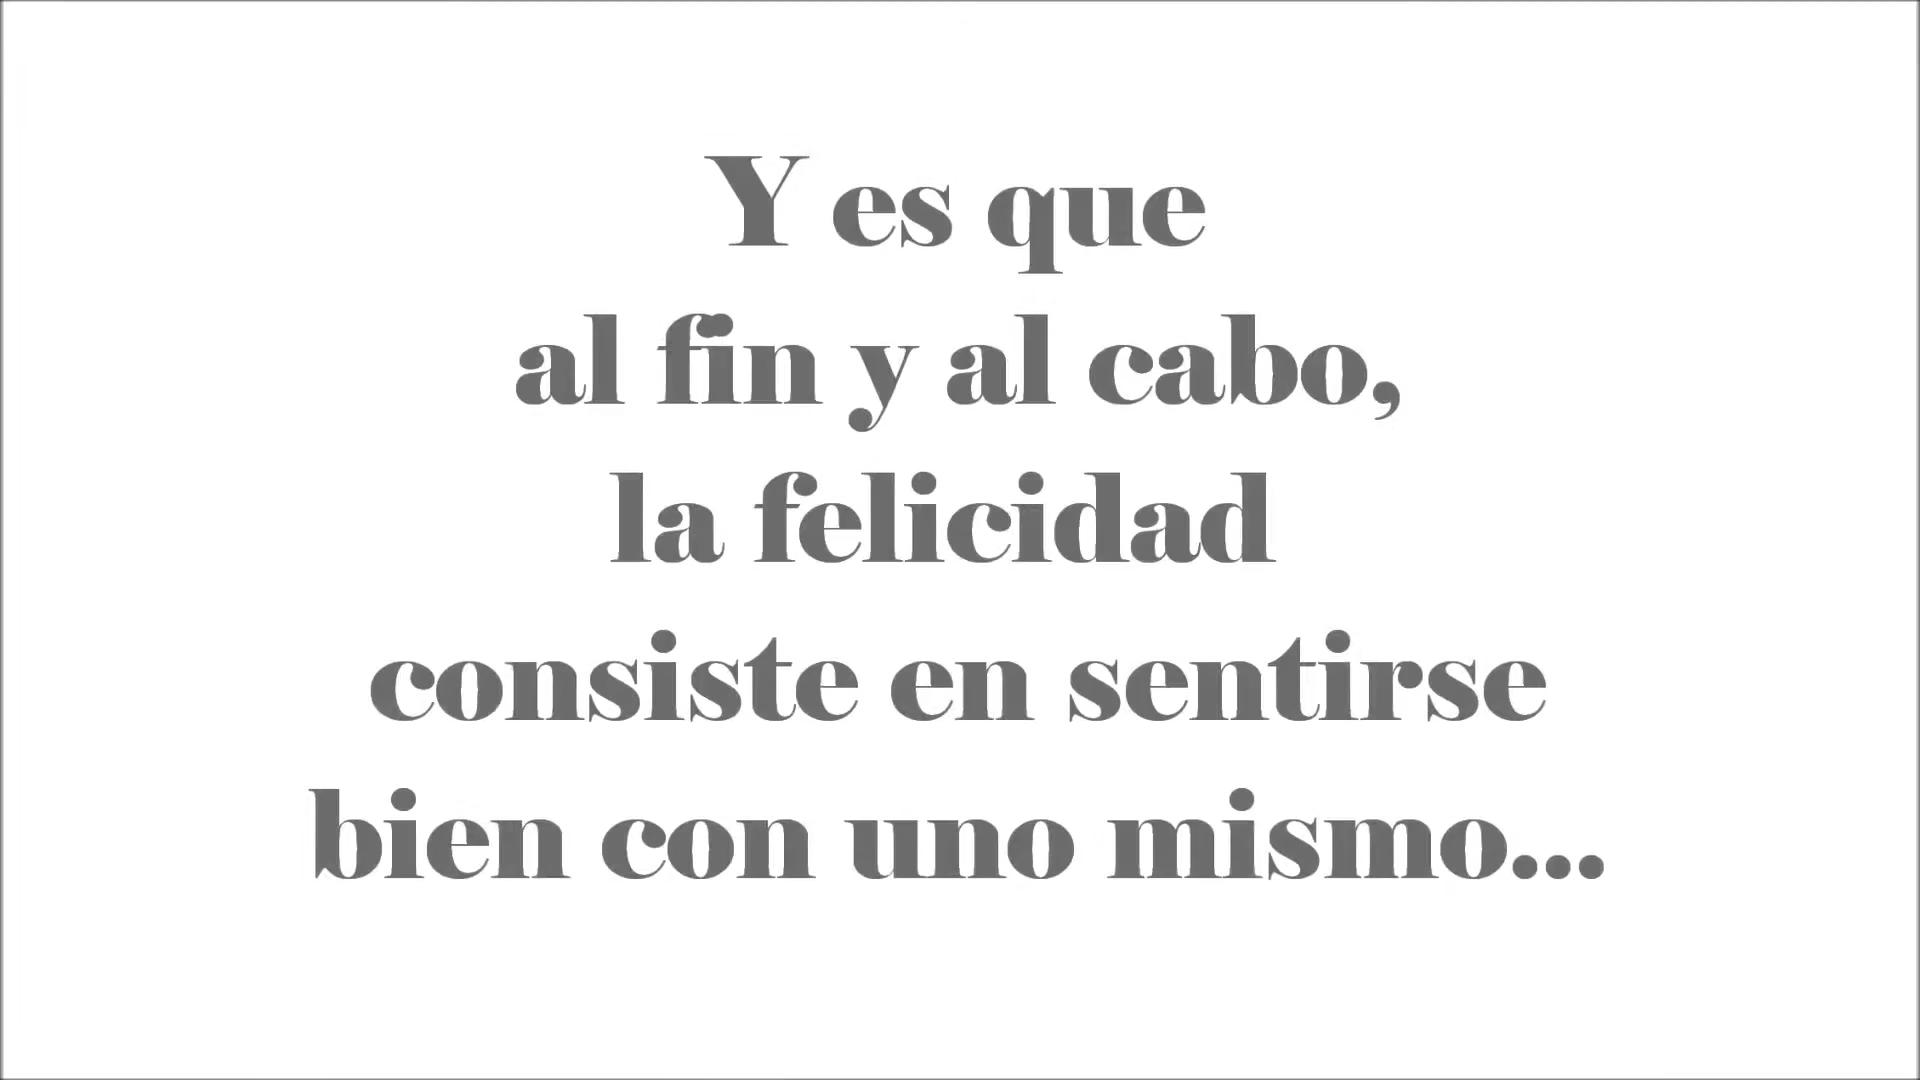 Y es que
al fin y al cabo,
la felicidad
consiste en sentirse
bien con uno mismo...